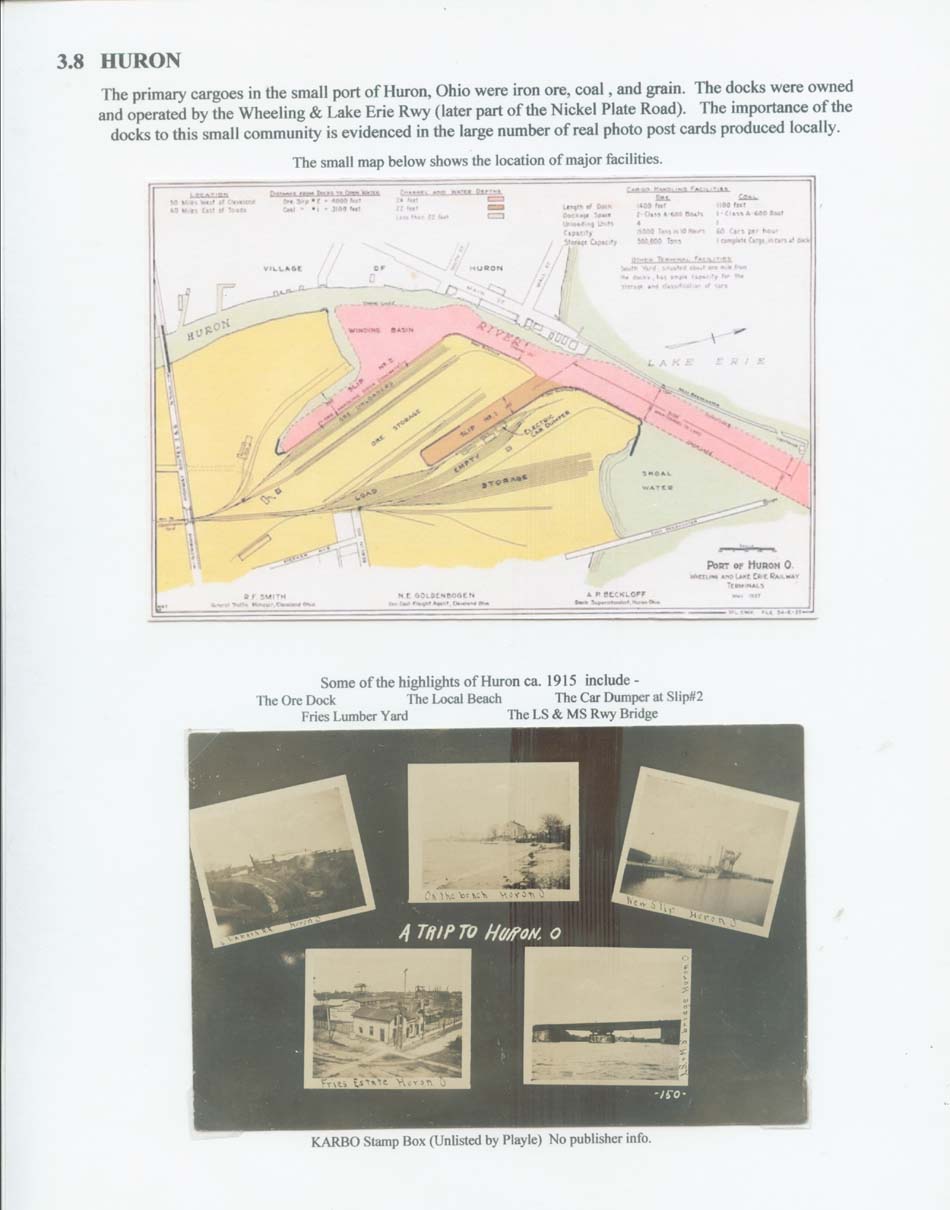 3.8 HURON
The primary cargoes in the small port of Huron, Ohio were iron ore, coal , and grain. The docks were owned
and operated by the Wheeling & Lake Erie Rwy (later part of the Nickel Plate Road). The importance of the
docks to this small community is evidenced in the large number of real photo post cards produced locally.
The small map below shows the location of major facilities.
LOCATION
50 Miles West of Cleveland
60 Miles East of Toledo
DISTANCE FROM DOCKS TO OPEN WATER
Ore Slip #2 = 4000 feet
Coal " #1 = 3100 feet
CHANNEL AND WATER DEPTHS
22 feet
Less than 22 feet
CARGO HANDLING FACILITIES
ORE COAL
Length of Dock 1400 feet 1100 feet
Dockage Space 2-Class A-600 Boats 1-Class A-600 Boat
Unloading Units 4 1
Capacity 15000 Tons in 10 Hours 60 Cars per hour
Storage Capacity 500,000 Tons 1 complete Cargo, in cars at dock
OTHER TERMINAL FACILITIES
South Yard, situated about one mile from
the docks, has ample capacity for the
storage and classification of cars
VILLAGE OF HURON
MAIN ST
HURON
RIVER
WINDING BASIN
LAKE ERIE
SLIP NR. 2
ORE UNLOADERS
ORE STORAGE
SLIP NR. 1
ELECTRIC
CAR DUMPER
EMPTY
LOAD
STORAGE
SHOAL
WATER
PORT OF HURON O.
WHEELING AND LAKE ERIE RAILWAY
TERMINALS
R.F. SMITH
General Traffic Manager, Cleveland Ohio
N.E. GOLDENBOGEN
Ore-Coal Freight Agent, Cleveland Ohio
A.P. BECKLOFF
Dock Superintendent, Huron Ohio
Some of the highlights of Huron ca. 1915 include -
The Ore Dock The Local Beach The Car Dumper at Slip#2
Fries Lumber Yard The LS & MS Rwy Bridge
On the beach Huron O
New Slip Huron O
Huron O
A TRIP TO HURON, O
Fries Estate Huron O
L.S.&M.S bridge Huron O
-150-
KARBO Stamp Box (Unlisted by Playle) No publisher info.